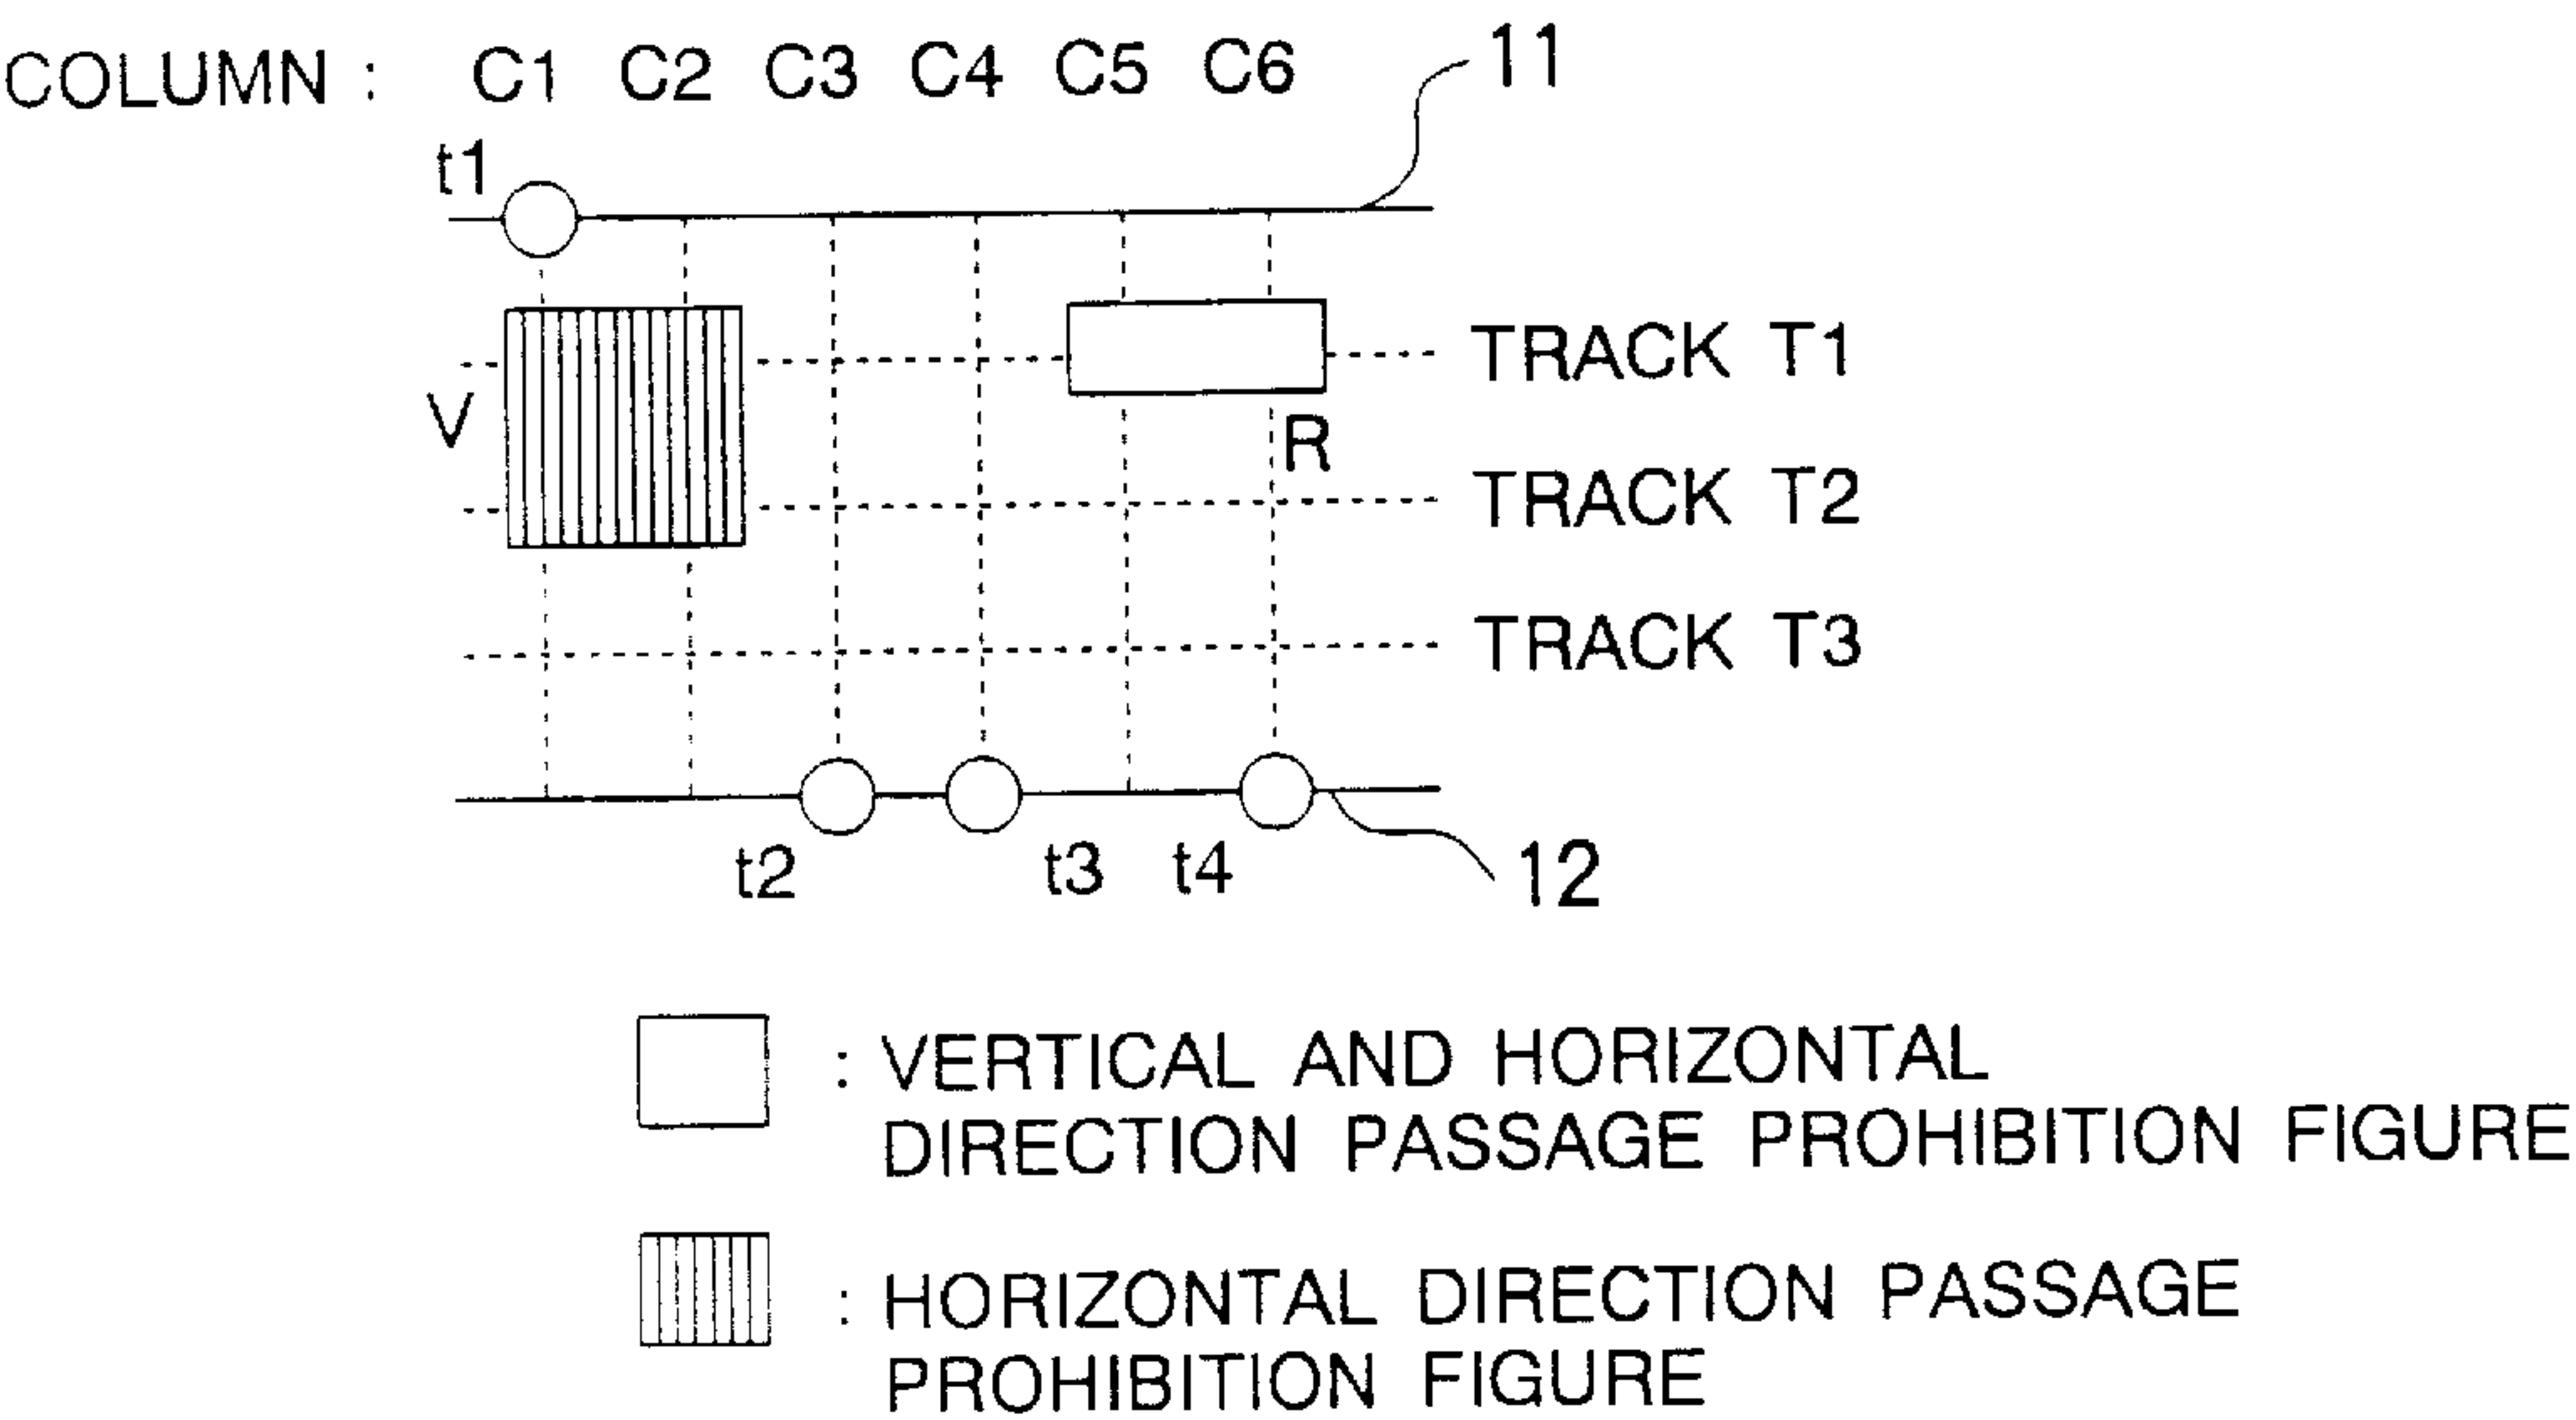 COLUMN : C1 C2 C3 C4 C5 C6 11
t1
TRACK T1
V
R
TRACK T2
TRACK T3
t2 t3 t4 12
: VERTICAL AND HORIZONTAL
DIRECTION PASSAGE PROHIBITION FIGURE
: HORIZONTAL DIRECTION PASSAGE
PROHIBITION FIGURE